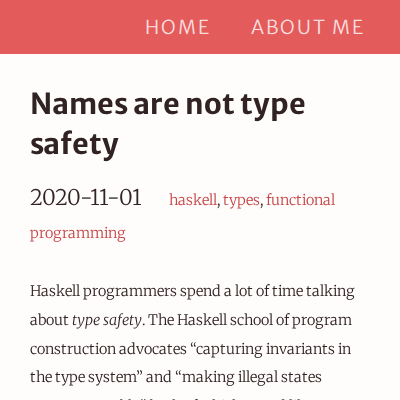 HOME ABOUT ME
Names are not type
safety
2020-11-01 haskell, types, functional
programming
Haskell programmers spend a lot of time talking
about type safety. The Haskell school of program
construction advocates “capturing invariants in
the type system” and “making illegal states